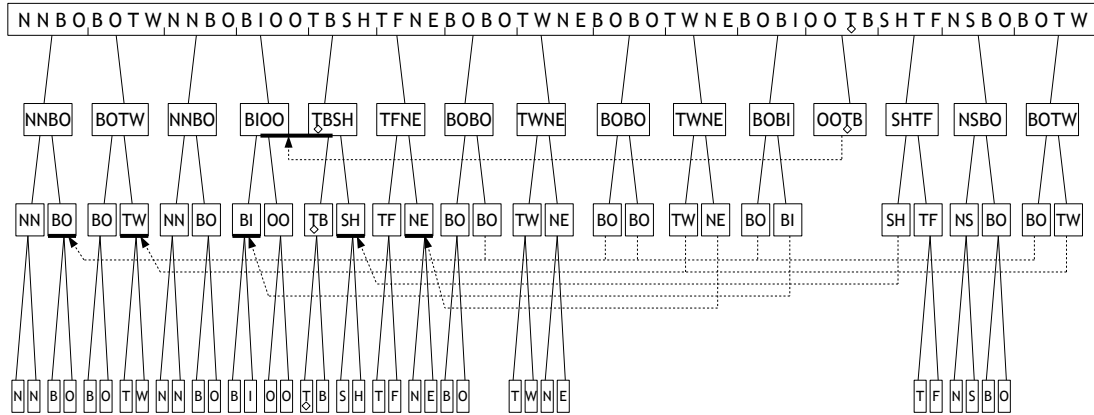 N N B O B O T W N N B O B I O O T B S H T F N E B O B O T W N E B O B O T W N E B O B I O O T B S H T F N S B O B O T W
NNBO BOTW NNBO BIOO TBSH TFNE BOBO TWNE BOBO TWNE BOBI OOTB SHTF NSBO BOTW
NN BO BO TW NN BO BI OO TB SH TF NE BO BO TW NE BO BO TW NE BO BI SH TF NS BO BO TW
N N B O B O T W N N B O B I O O T B S H T F N E B O T W N E T F N S B O